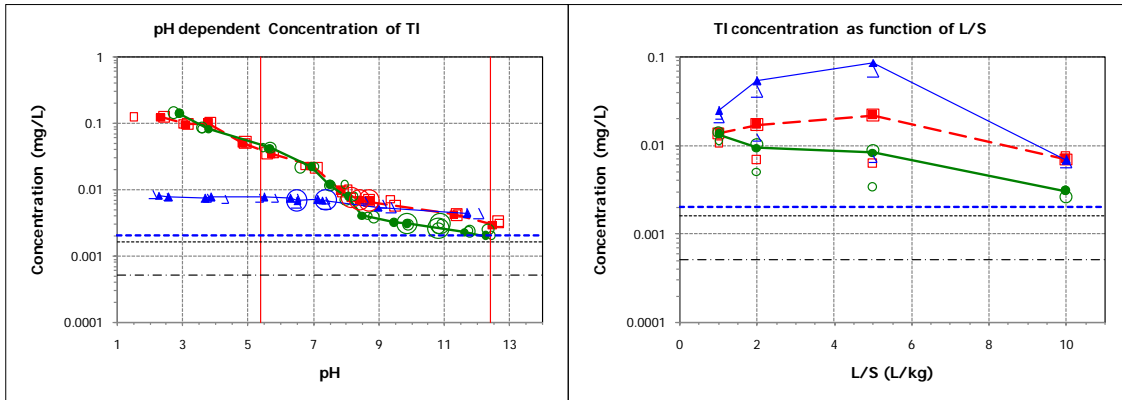 pH dependent Concentration of Tl
Concentration (mg/L)
1
0.1
0.01
0.001
0.0001
1 3 5 7 9 11 13
pH
Tl concentration as function of L/S
Concentration (mg/L)
0.1
0.01
0.001
0.0001
0 2 4 6 8 10
L/S (L/kg)